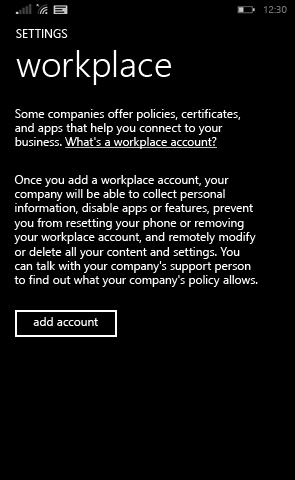 12:30
SETTINGS
workplace
Some companies offer policies, certificates,
and apps that help you connect to your
business. What's a workplace account?
Once you add a workplace account, your
company will be able to collect personal
information, disable apps or features, prevent
you from resetting your phone or removing
your workplace account, and remotely modify
or delete all your content and settings. You
can talk with your company's support person
to find out what your company's policy allows.
add account